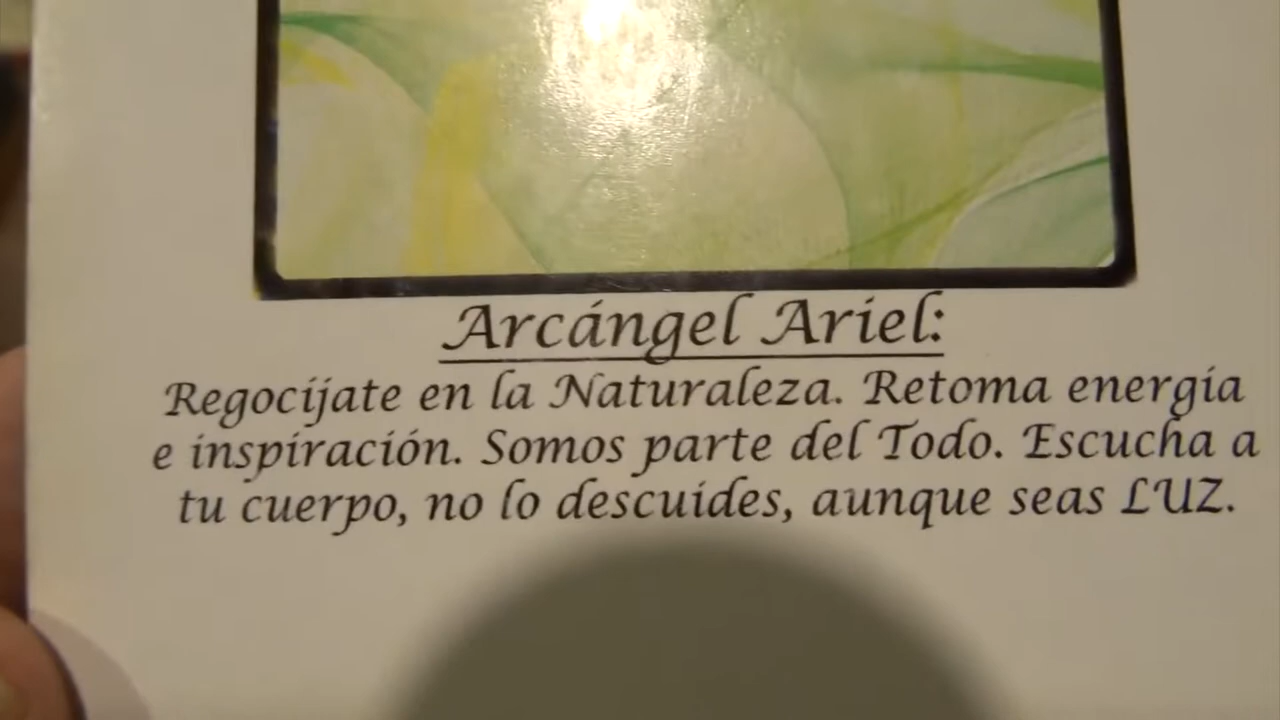 Arcángel Ariel:
Regocíjate en la Naturaleza. Retoma energía
e inspiración. Somos parte del Todo. Escucha a
tu cuerpo, no lo descuides, aunque seas LUZ.